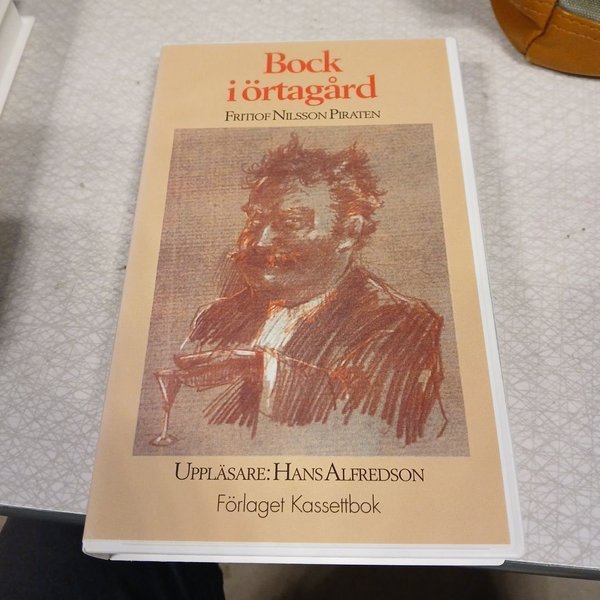 Bock
i örtagård
FRITIOF NILSSON PIRATEN
UPPLÄSARE: HANS ALFREDSON
Förlaget Kassettbok